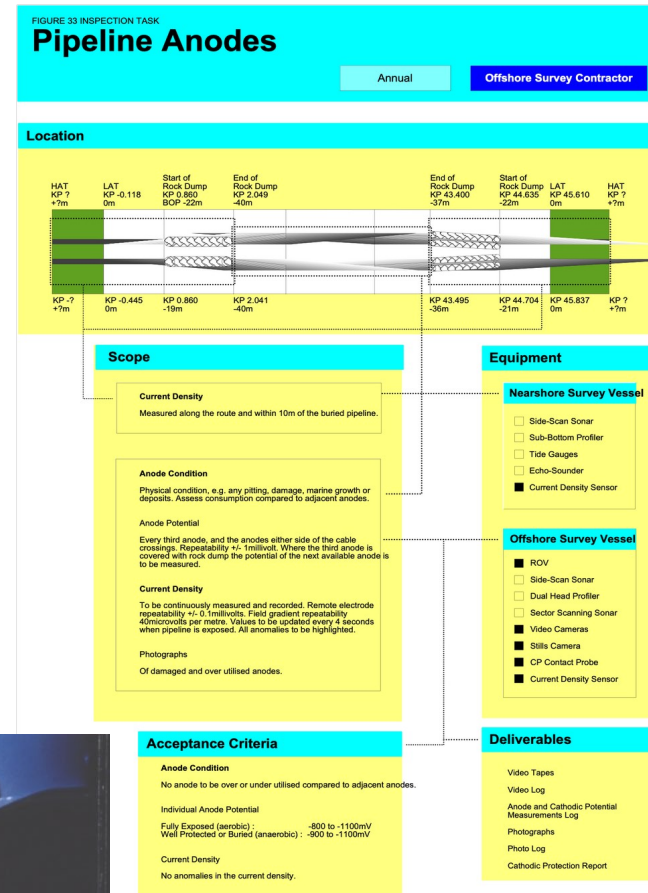 FIGURE 33 INSPECTION TASK
Pipeline Anodes
Annual
Offshore Survey Contractor
Location
HAT
KP ?
+?m
LAT
KP -0.118
0m
Start of
Rock Dump
KP 0.860
BOP -22m
End of
Rock Dump
KP 2.049
-40m
End of
Rock Dump
KP 43.400
-37m
Start of
Rock Dump
KP 44.635
-22m
LAT
KP 45.610
0m
HAT
KP ?
+?m
KP -?
+?m
KP -0.445
0m
KP 0.860
-19m
KP 2.041
-40m
KP 43.495
-36m
KP 44.704
-21m
KP 45.837
0m
KP ?
+?m
Scope
Current Density
Measured along the route and within 10m of the buried pipeline.
Anode Condition
Physical condition, e.g. any pitting, damage, marine growth or
deposits. Assess consumption compared to adjacent anodes.
Anode Potential
Every third anode, and the anodes either side of the cable
crossings. Repeatability +/- 1millivolt. Where the third anode is
covered with rock dump the potential of the next available anode is
to be measured.
Current Density
To be continuously measured and recorded. Remote electrode
repeatability +/- 0.1millivolts. Field gradient repeatability
40microvolts per metre. Values to be updated every 4 seconds
when pipeline is exposed. All anomalies to be highlighted.
Photographs
Of damaged and over utilised anodes.
Equipment
Nearshore Survey Vessel
Side-Scan Sonar
Sub-Bottom Profiler
Tide Gauges
Echo-Sounder
Current Density Sensor
Offshore Survey Vessel
ROV
Side-Scan Sonar
Dual Head Profiler
Sector Scanning Sonar
Video Cameras
Stills Camera
CP Contact Probe
Current Density Sensor
Acceptance Criteria
Anode Condition
No anode to be over or under utilised compared to adjacent anodes.
Individual Anode Potential
Fully Exposed (aerobic) : -800 to -1100mV
Well Protected or Buried (anaerobic) : -900 to -1100mV
Current Density
No anomalies in the current density.
Deliverables
Video Tapes
Video Log
Anode and Cathodic Potential
Measurements Log
Photographs
Photo Log
Cathodic Protection Report